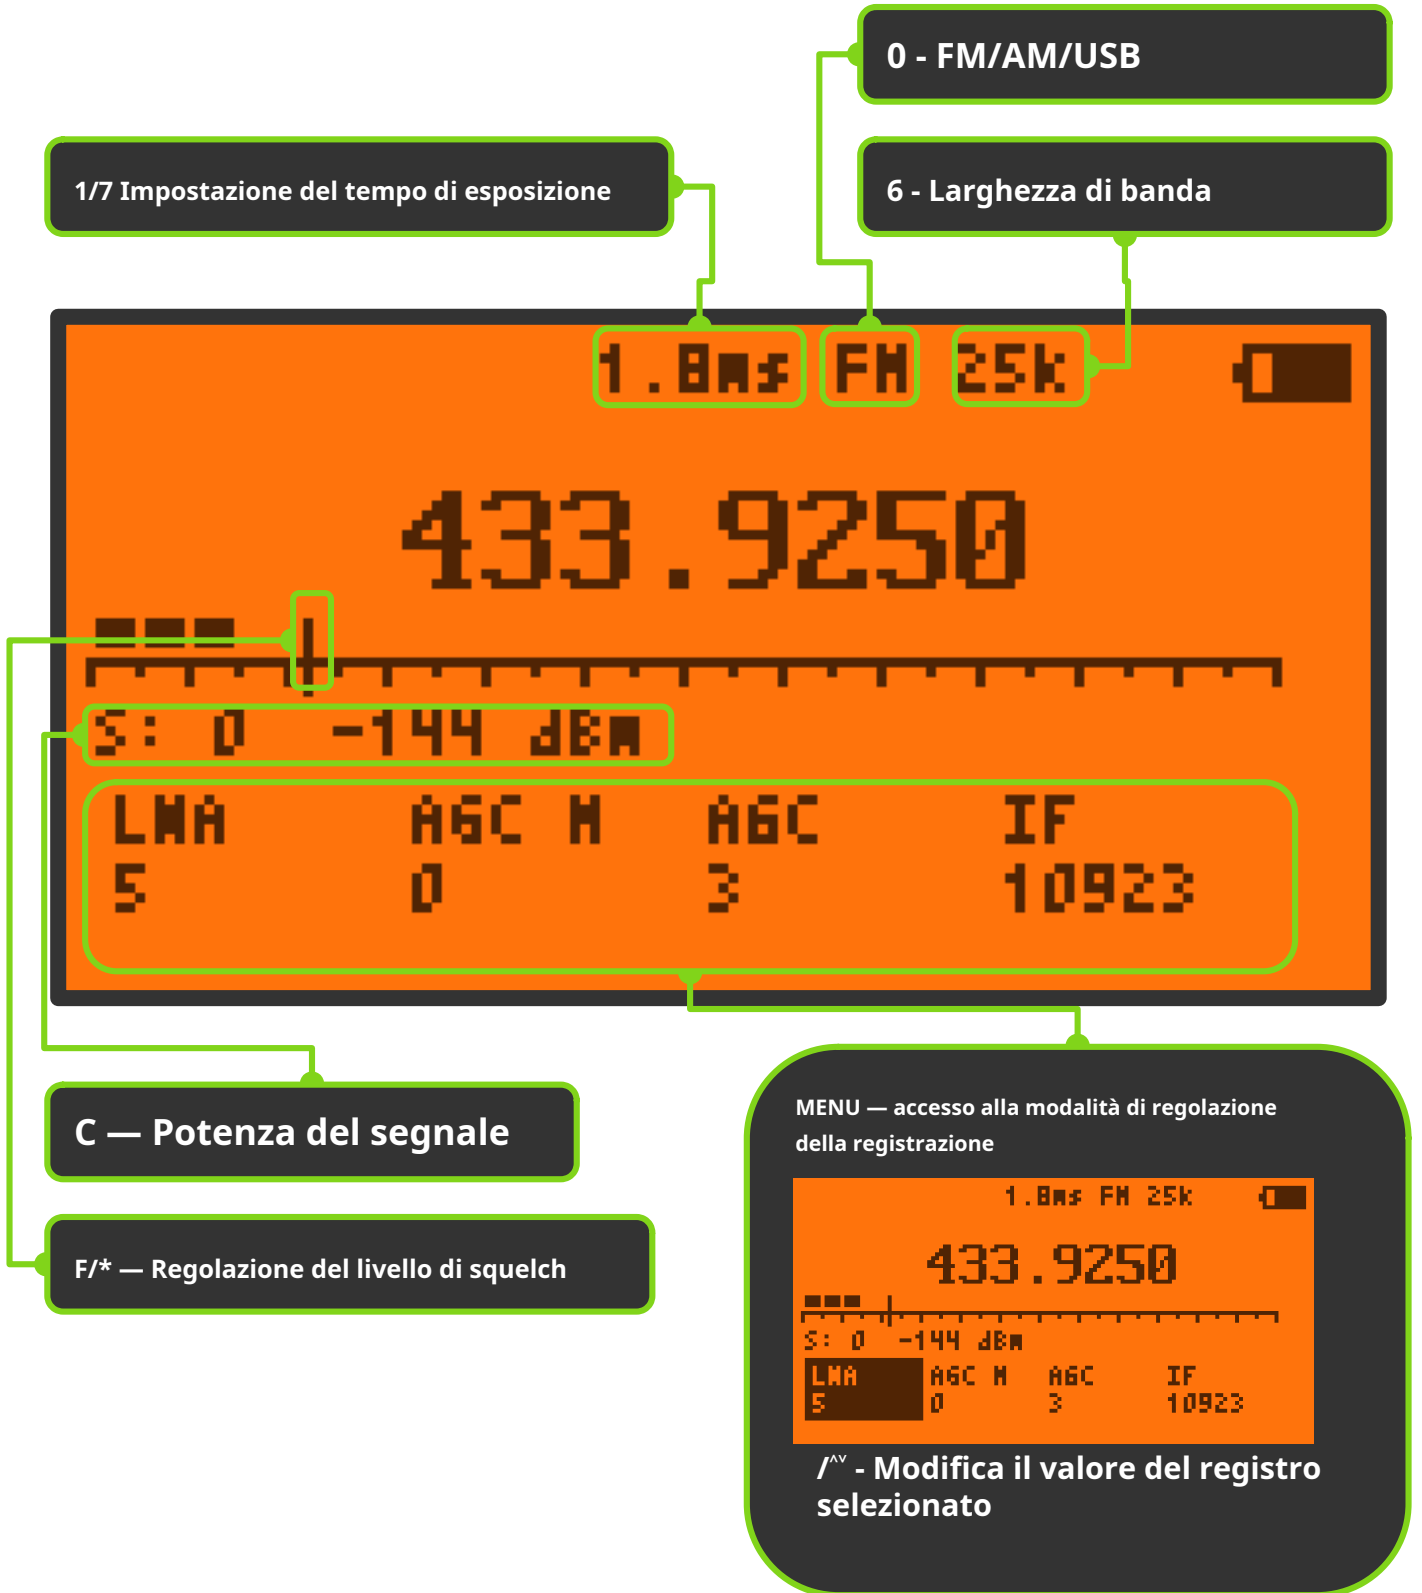 0 - FM/AM/USB
1/7 Impostazione del tempo di esposizione
6 - Larghezza di banda
1.8ms FM 25k
433.9250
S: 0 -144 dBm
LNA AGC M AGC IF
5 0 3 10923
C — Potenza del segnale
F/* — Regolazione del livello di squelch
MENU — accesso alla modalità di regolazione
della registrazione
1.8ms FM 25k
433.9250
S: 0 -144 dBm
LNA AGC M AGC IF
5 0 3 10923
/^˅ - Modifica il valore del registro
selezionato